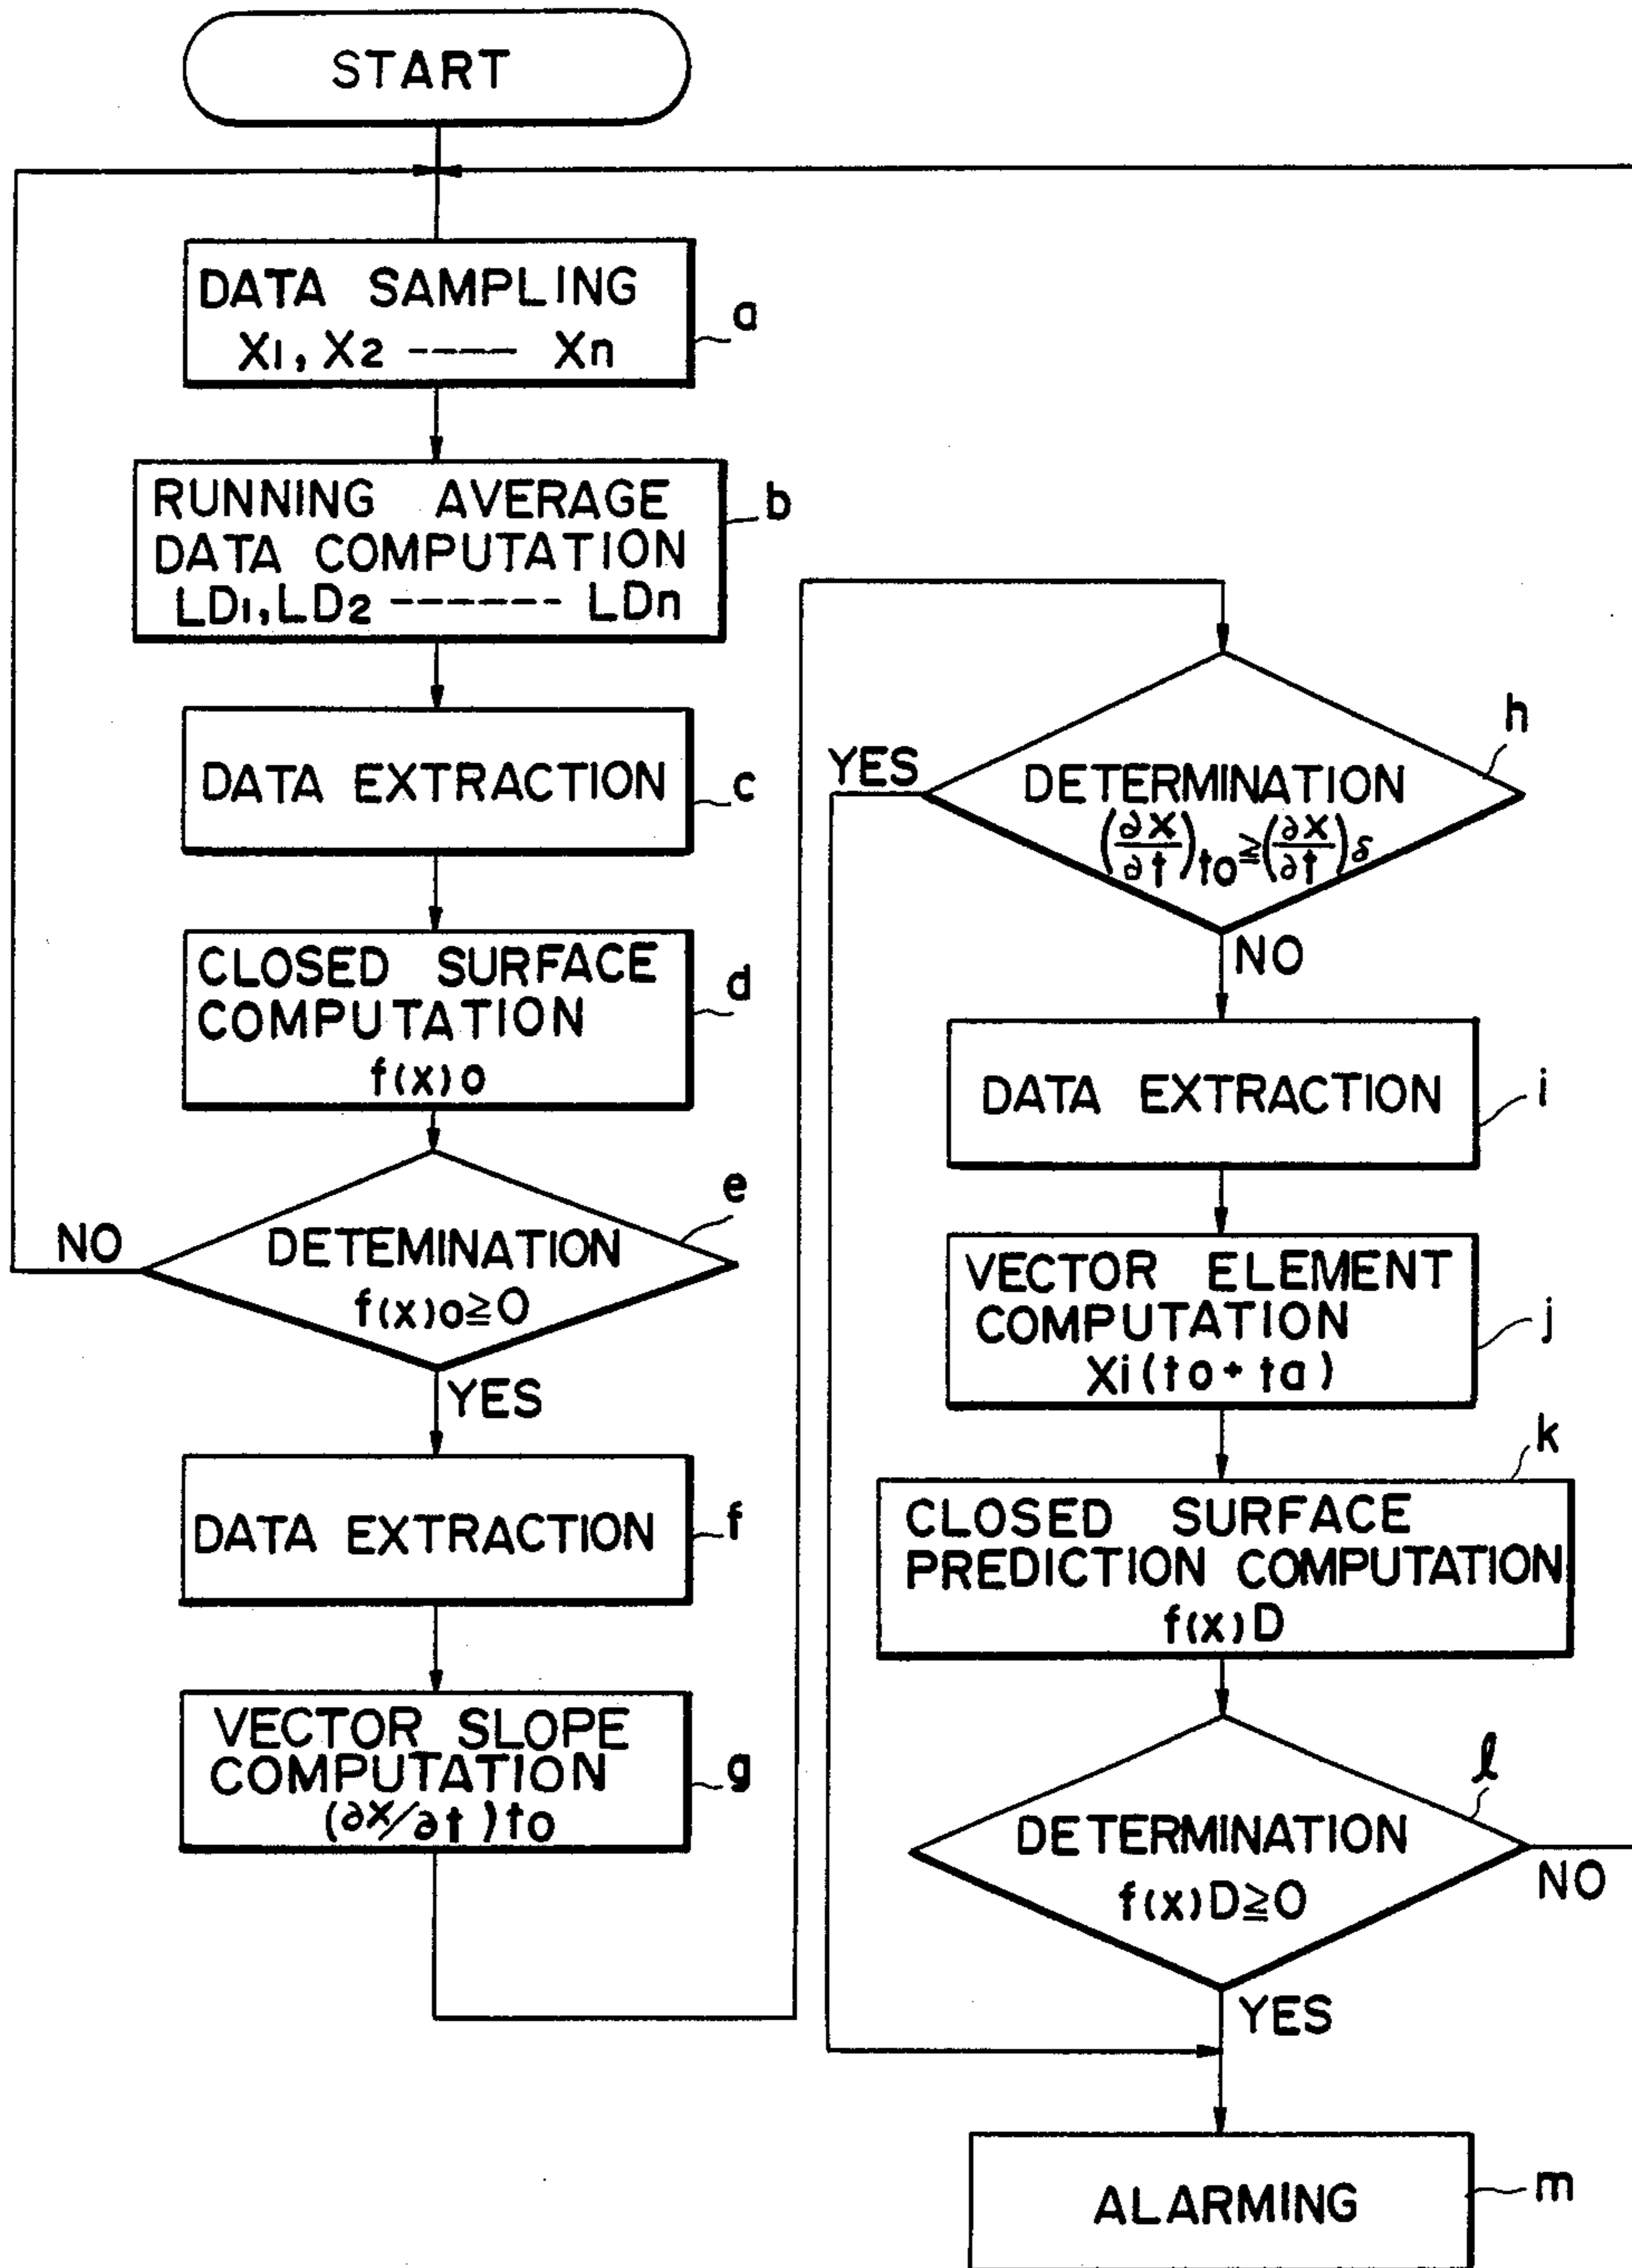 START
DATA SAMPLING
X1, X2 ---- Xn
a
RUNNING AVERAGE
DATA COMPUTATION
LD1, LD2 ------- LDn
b
DATA EXTRACTION
c
CLOSED SURFACE
COMPUTATION
f(x)o
d
DETEMINATION
f(x)o≧0
e
NO
YES
DATA EXTRACTION
f
VECTOR SLOPE
COMPUTATION
(∂X/∂t)to
g
DETERMINATION
(∂X/∂t)to≧(∂X/∂t)δ
h
YES
NO
DATA EXTRACTION
i
VECTOR ELEMENT
COMPUTATION
Xi(to+ta)
j
CLOSED SURFACE
PREDICTION COMPUTATION
f(x)D
k
DETERMINATION
f(x)D≧0
l
NO
YES
ALARMING
m